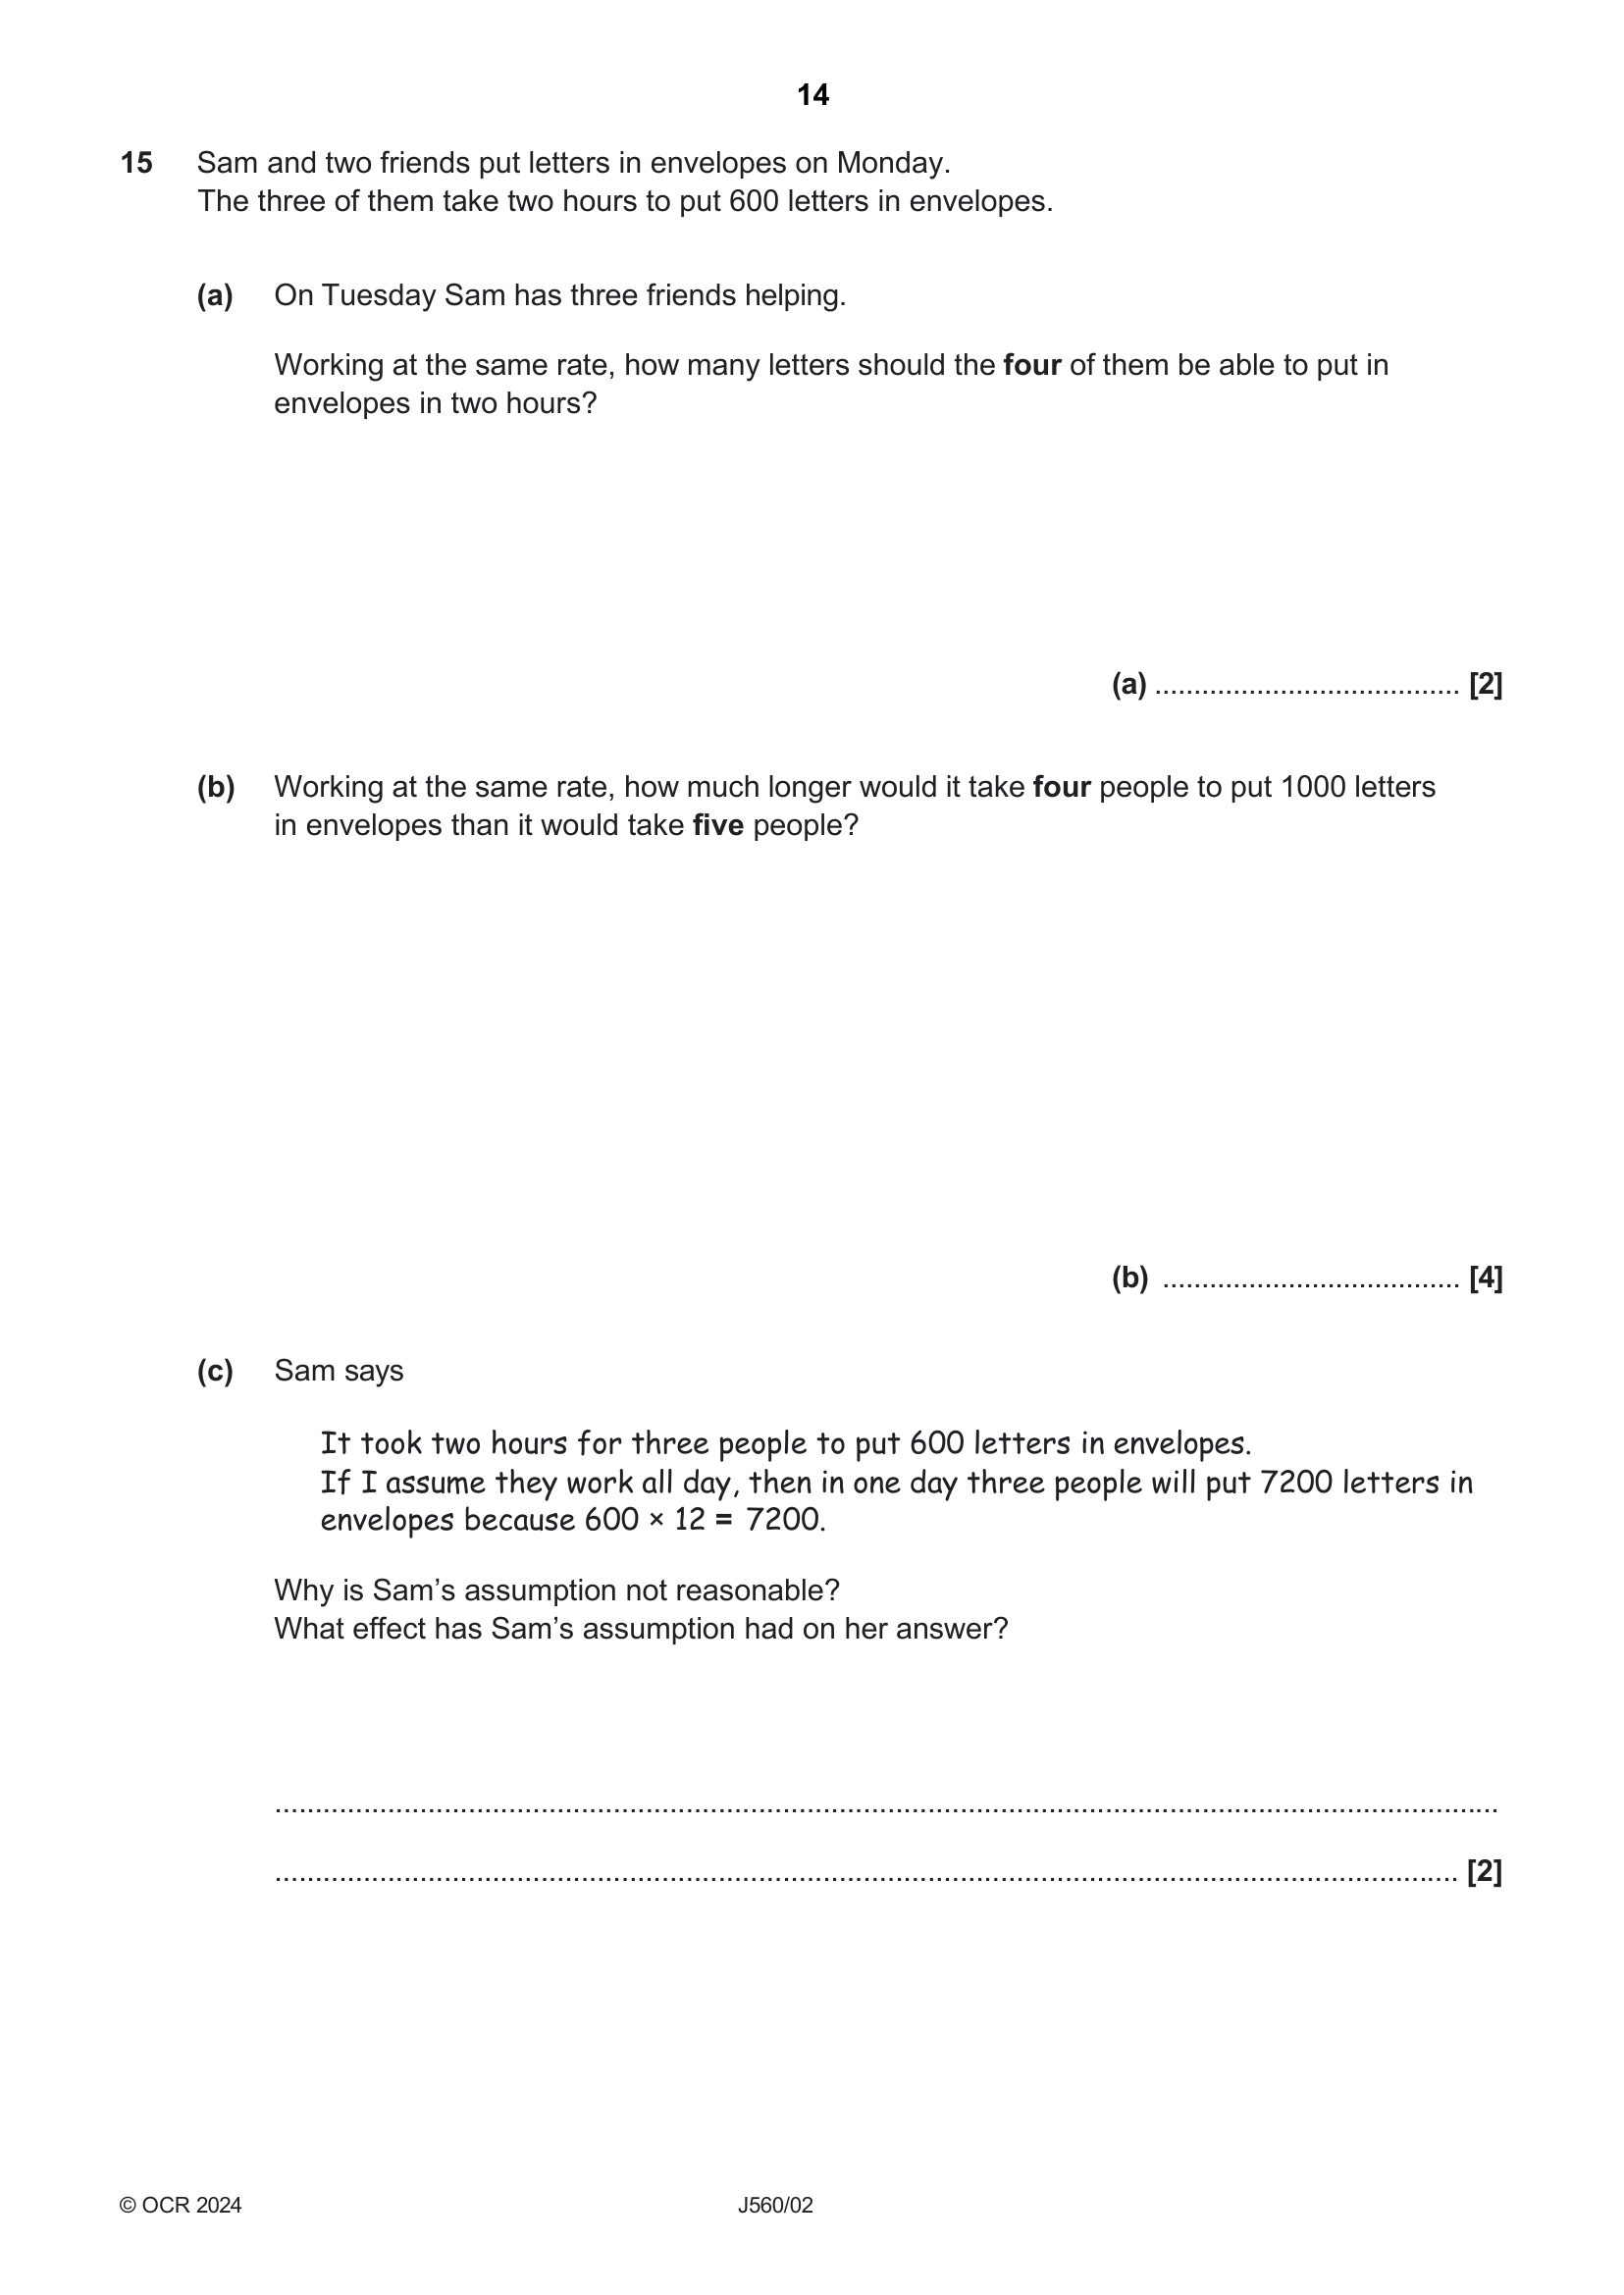 14
15 Sam and two friends put letters in envelopes on Monday.
The three of them take two hours to put 600 letters in envelopes.
(a) On Tuesday Sam has three friends helping.
Working at the same rate, how many letters should the four of them be able to put in
envelopes in two hours?
(a) ....................................... [2]
(b) Working at the same rate, how much longer would it take four people to put 1000 letters
in envelopes than it would take five people?
(b) ...................................... [4]
(c) Sam says
It took two hours for three people to put 600 letters in envelopes.
If I assume they work all day, then in one day three people will put 7200 letters in
envelopes because 600 × 12 = 7200.
Why is Sam’s assumption not reasonable?
What effect has Sam’s assumption had on her answer?
..........................................................................................................................................................
.................................................................................................................................................... [2]
© OCR 2024 J560/02